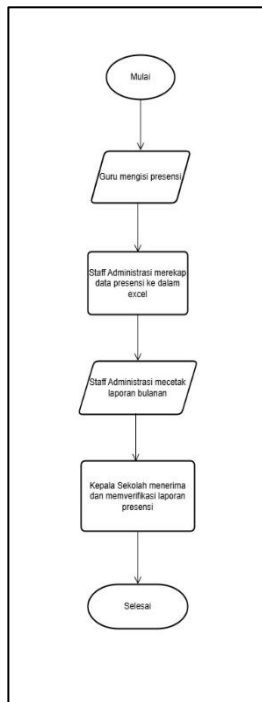 Mulai
Guru mengisi presensi
Staff Administrasi merekap
data presensi ke dalam
excel
Staff Administrasi mecetak
laporan bulanan
Kepala Sekolah menerima
dan memverifikasi laporan
presensi
Selesai